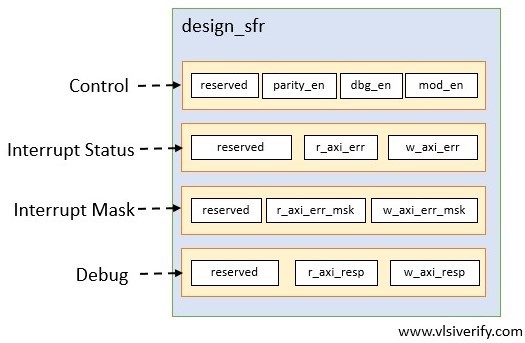 design_sfr
Control reserved parity_en dbg_en mod_en
Interrupt Status reserved r_axi_err w_axi_err
Interrupt Mask reserved r_axi_err_msk w_axi_err_msk
Debug reserved r_axi_resp w_axi_resp
www.vlsiverify.com